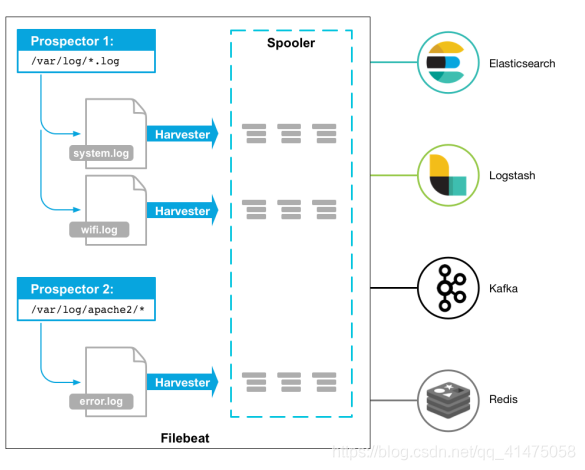 Prospector 1:
/var/log/*.log
Spooler
Elasticsearch
system.log
Harvester
Logstash
wifi.log
Harvester
Prospector 2:
/var/log/apache2/*
Kafka
error.log
Harvester
Redis
Filebeat
https://blog.csdn.net/qq_41475058